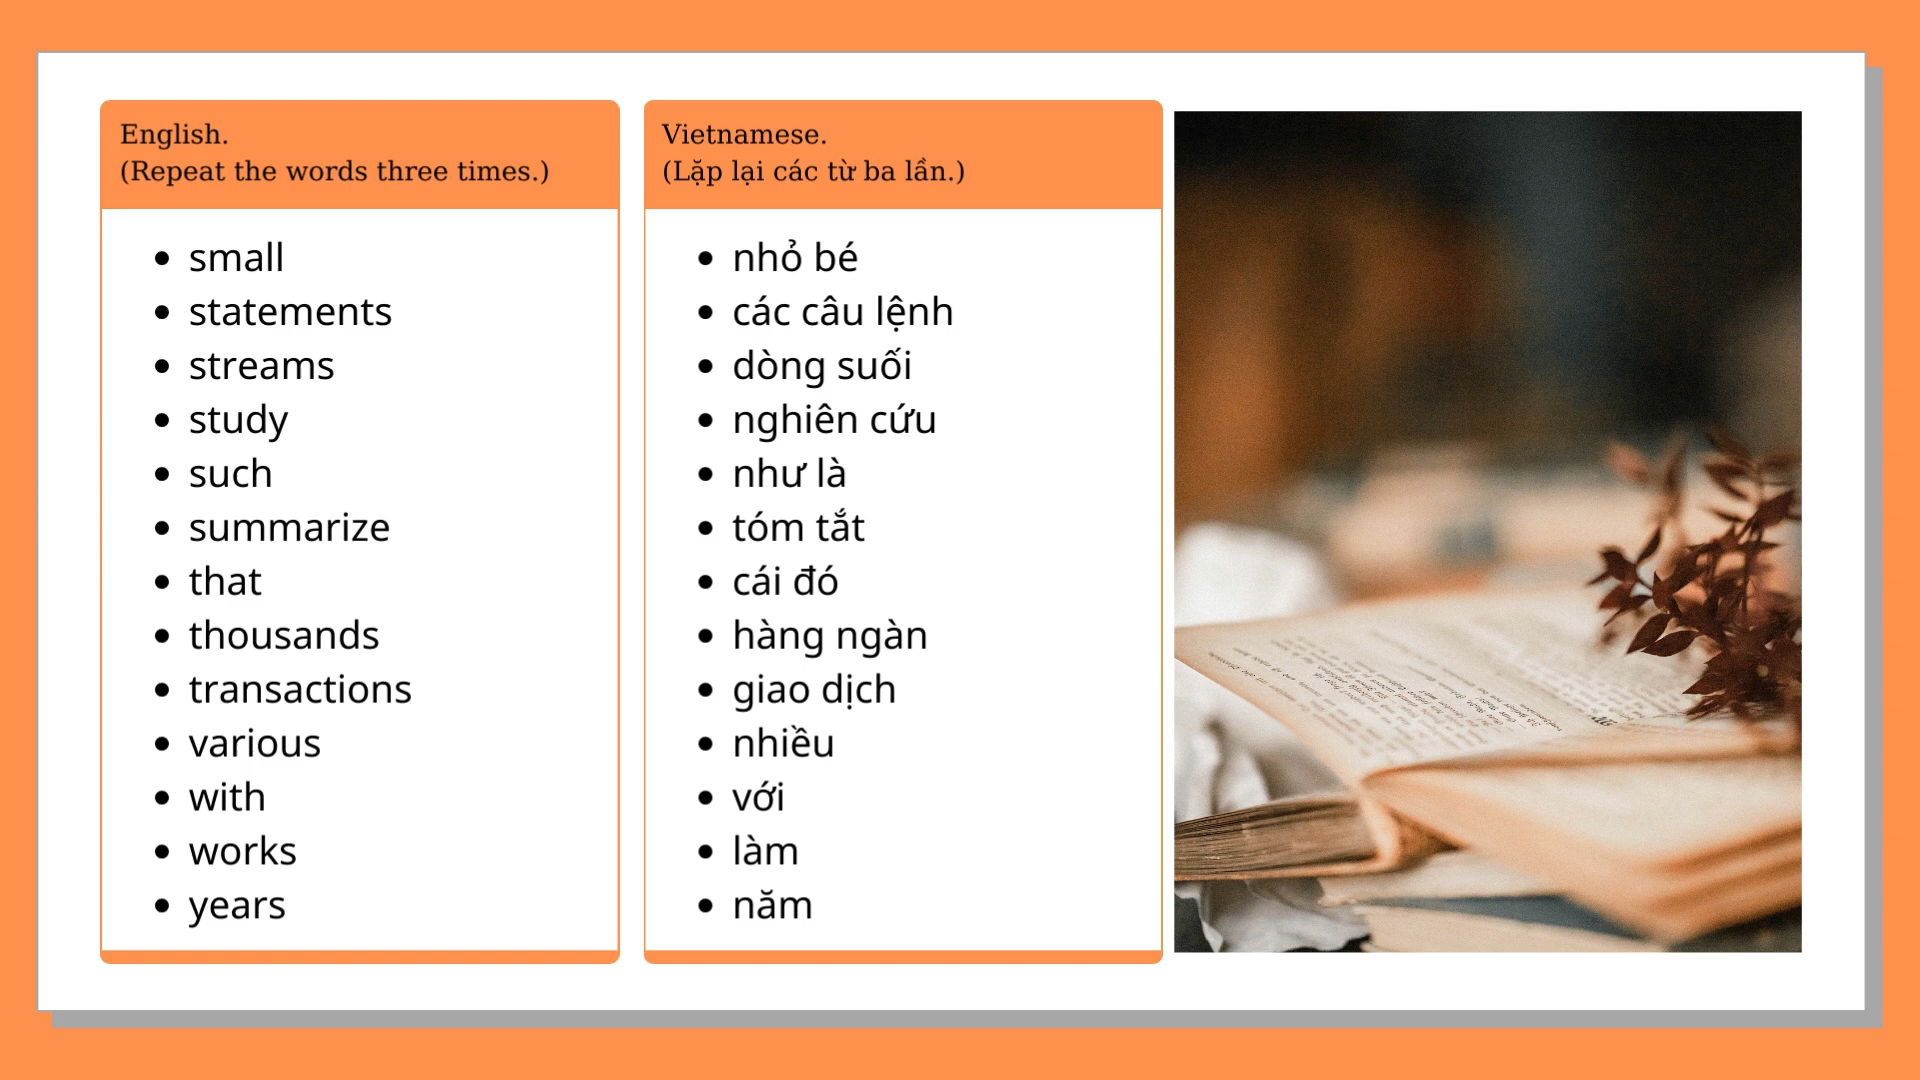 English.
(Repeat the words three times.)
small
statements
streams
study
such
summarize
that
thousands
transactions
various
with
works
years
Vietnamese.
(Lặp lại các từ ba lần.)
nhỏ bé
các câu lệnh
dòng suối
nghiên cứu
như là
tóm tắt
cái đó
hàng ngàn
giao dịch
nhiều
với
làm
năm